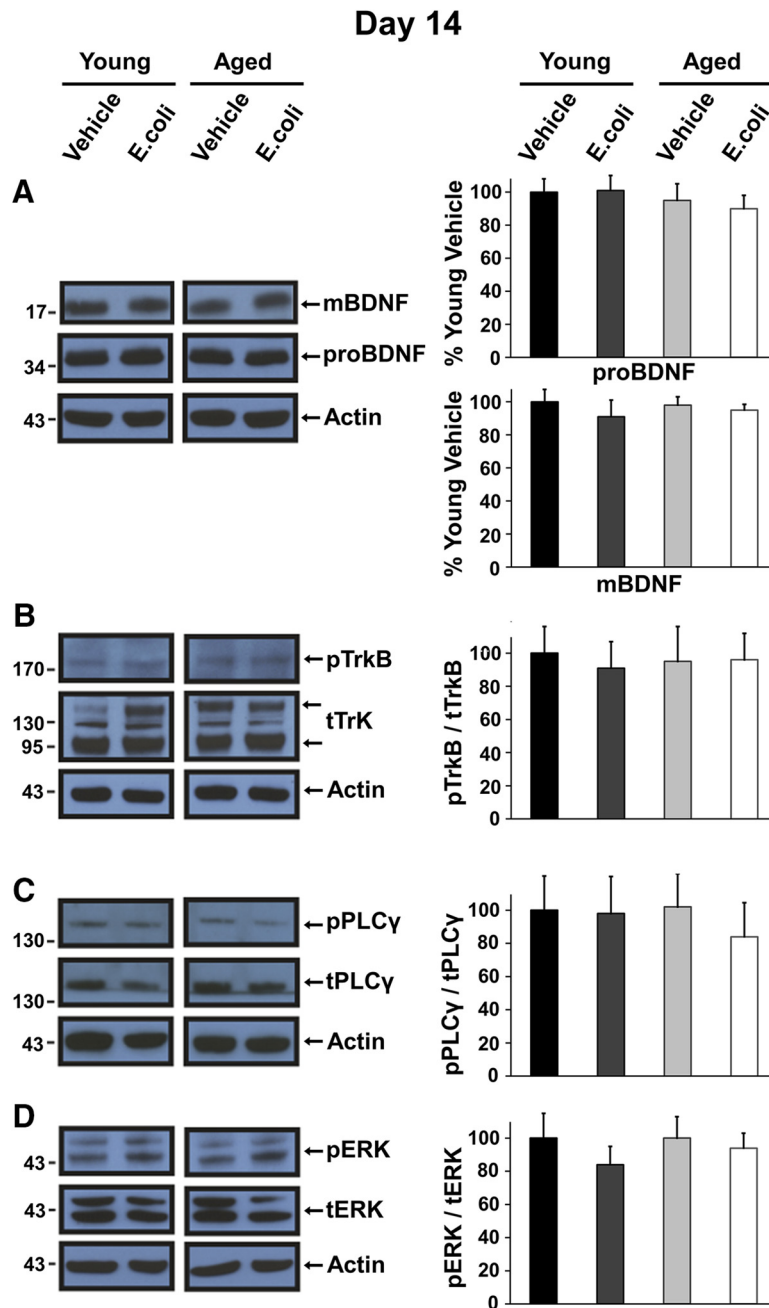 Day 14
Young Aged
Vehicle E.coli Vehicle E.coli
Young Aged
Vehicle E.coli Vehicle E.coli
A
17 mBDNF
34 proBDNF
43 Actin
% Young Vehicle
100
80
60
40
20
0
proBDNF
% Young Vehicle
100
80
60
40
20
0
mBDNF
B
170 pTrkB
130 tTrK
95
43 Actin
pTrkB / tTrkB
100
80
60
40
20
0
C
130 pPLCγ
130 tPLCγ
43 Actin
pPLCγ / tPLCγ
100
80
60
40
20
0
D
43 pERK
43 tERK
43 Actin
pERK / tERK
100
80
60
40
20
0